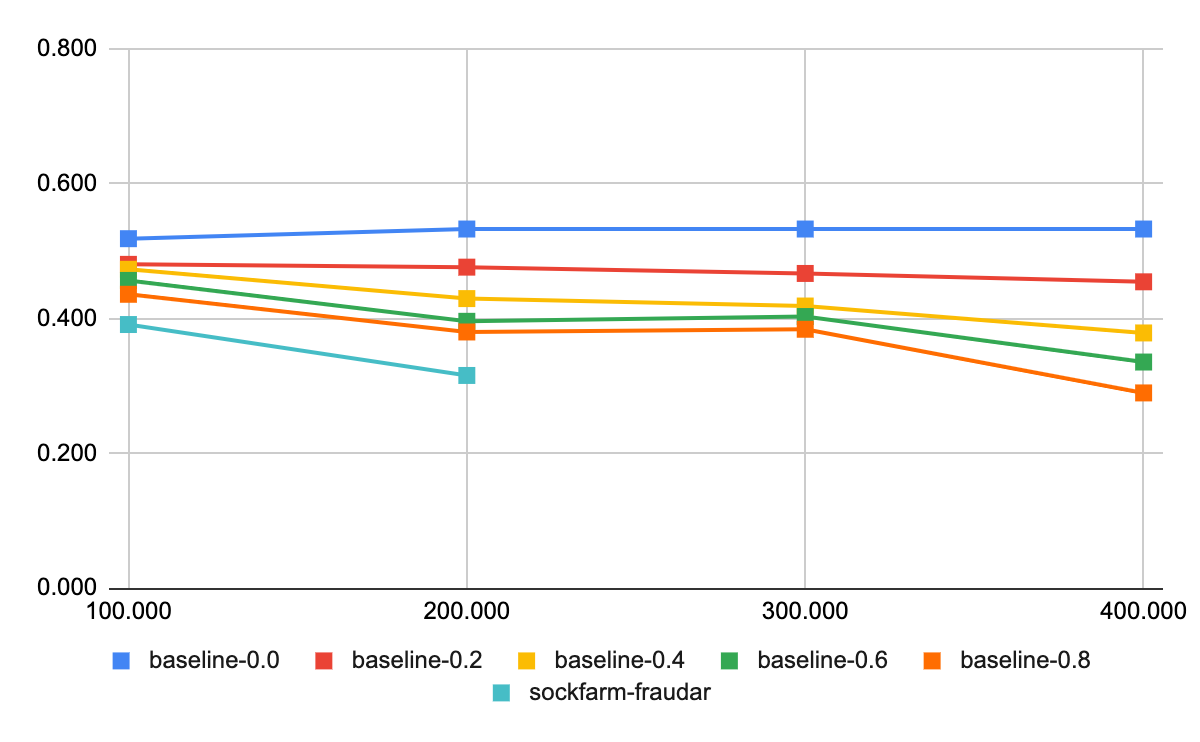 0.800
0.600
0.400
0.200
0.000
100.000 200.000 300.000 400.000
baseline-0.0 baseline-0.2 baseline-0.4 baseline-0.6 baseline-0.8
sockfarm-fraudar